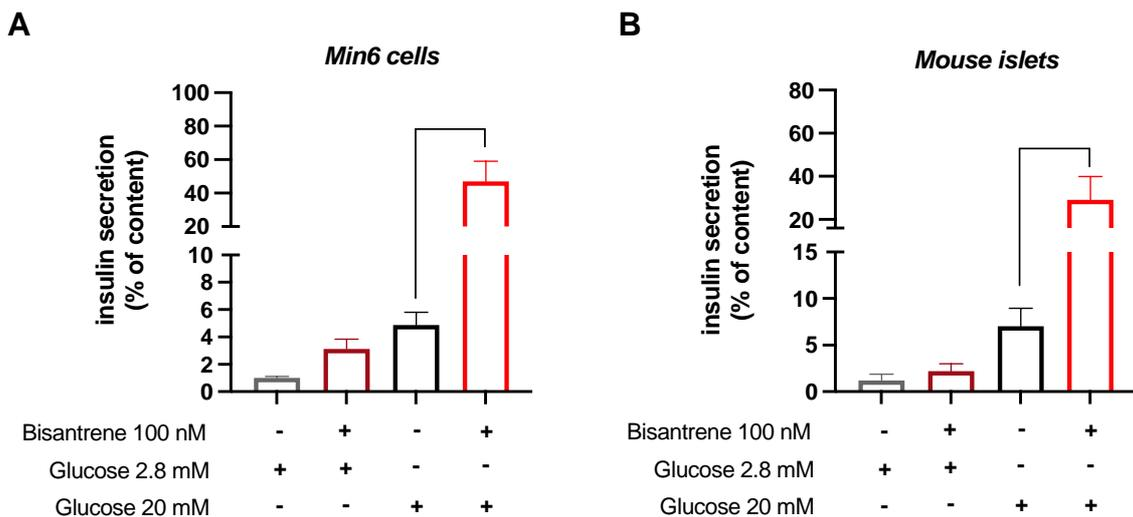 A
Min6 cells
insulin secretion
(% of content)
100
80
60
40
20
10
8
6
4
2
0
Bisantrene 100 nM - + - +
Glucose 2.8 mM + + - -
Glucose 20 mM - - + +
B
Mouse islets
insulin secretion
(% of content)
80
60
40
20
15
10
5
0
Bisantrene 100 nM - + - +
Glucose 2.8 mM + + - -
Glucose 20 mM - - + +